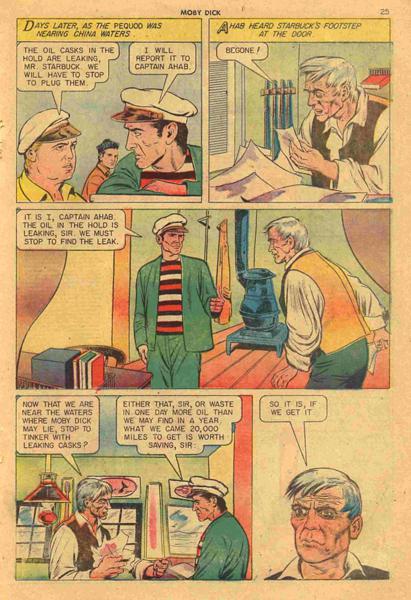 MOBY DICK
25
DAYS LATER, AS THE PEQUOD WAS
NEARING CHINA WATERS
THE OIL CASKS IN THE
HOLD ARE LEAKING,
MR. STARBUCK. WE
WILL HAVE TO STOP
TO PLUG THEM.
I WILL
REPORT IT TO
CAPTAIN AHAB.
AHAB HEARD STARBUCK'S FOOTSTEP
AT THE DOOR.
BEGONE!
IT IS I, CAPTAIN AHAB.
THE OIL IN THE HOLD IS
LEAKING, SIR. WE MUST
STOP TO FIND THE LEAK.
NOW THAT WE ARE
NEAR THE WATERS
WHERE MOBY DICK
MAY LIE, STOP TO
TINKER WITH
LEAKING CASKS?
EITHER THAT, SIR, OR WASTE
IN ONE DAY MORE OIL THAN
WE MAY FIND IN A YEAR.
WHAT WE CAME 20,000
MILES TO GET IS WORTH
SAVING, SIR.
SO IT IS, IF
WE GET IT.